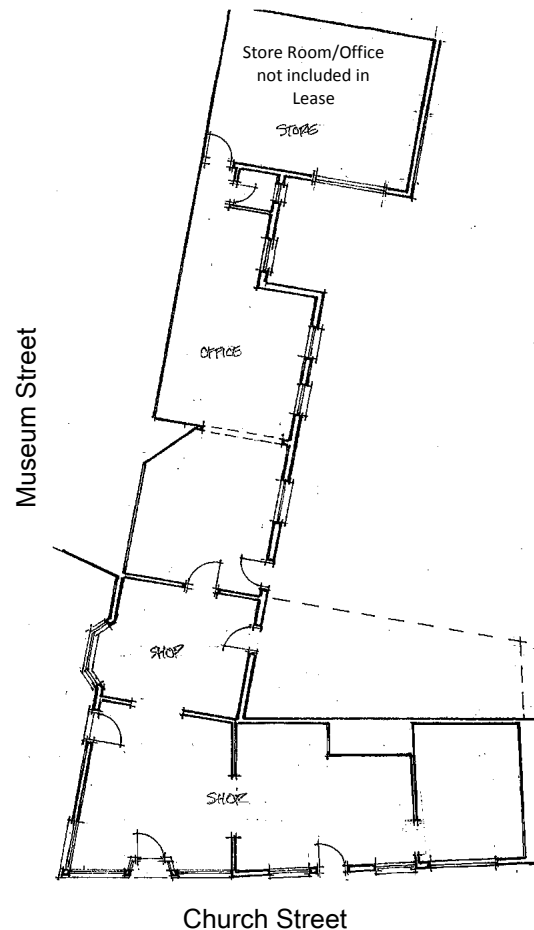 Store Room/Office
not included in
Lease
STORE
OFFICE
Museum Street
SHOP
SHOP
Church Street